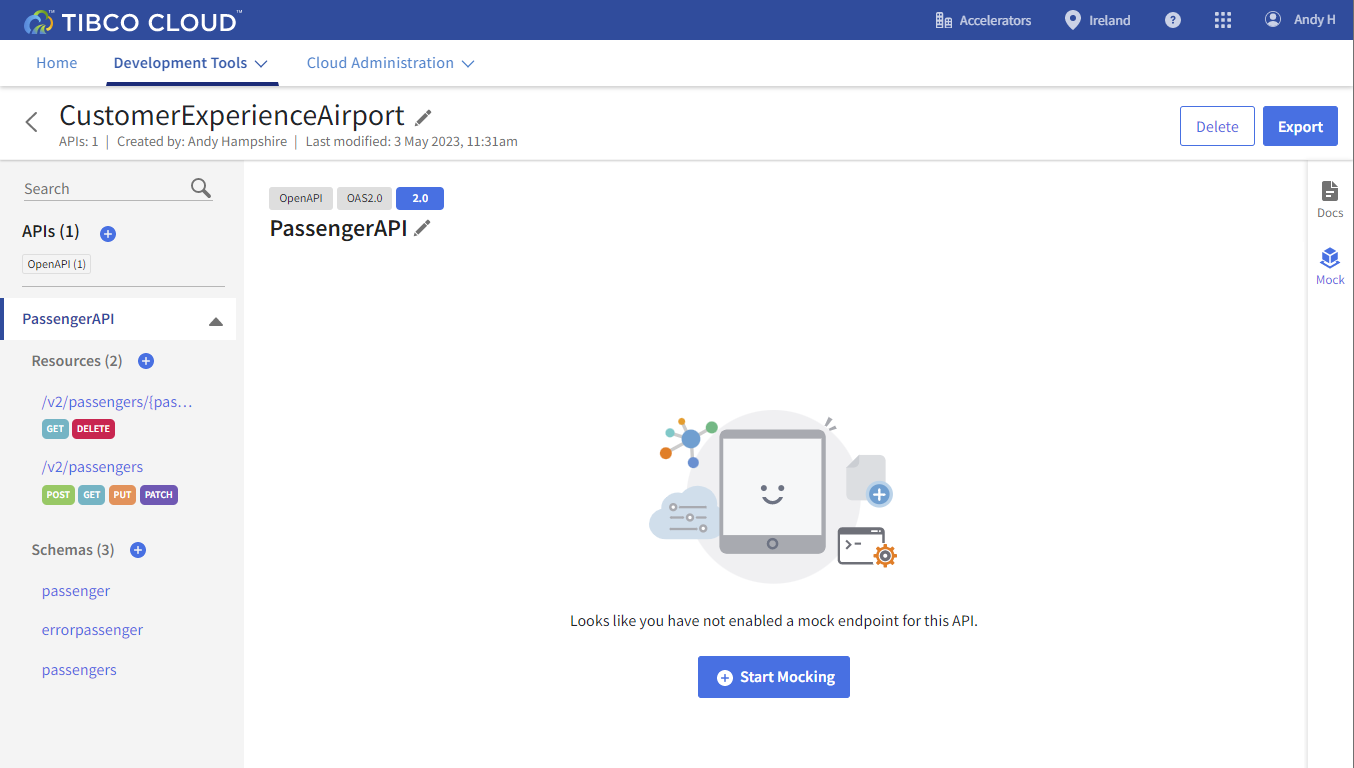 TIBCO CLOUD™
Accelerators
Ireland
?
Andy H
Home
Development Tools
Cloud Administration
CustomerExperienceAirport
APIs: 1 | Created by: Andy Hampshire | Last modified: 3 May 2023, 11:31am
Delete
Export
Search
APIs (1)
OpenAPI (1)
PassengerAPI
Resources (2)
/v2/passengers/{pas...
GET DELETE
/v2/passengers
POST GET PUT PATCH
Schemas (3)
passenger
errorpassenger
passengers
OpenAPI OAS2.0 2.0
PassengerAPI
Looks like you have not enabled a mock endpoint for this API.
Start Mocking
Docs
Mock